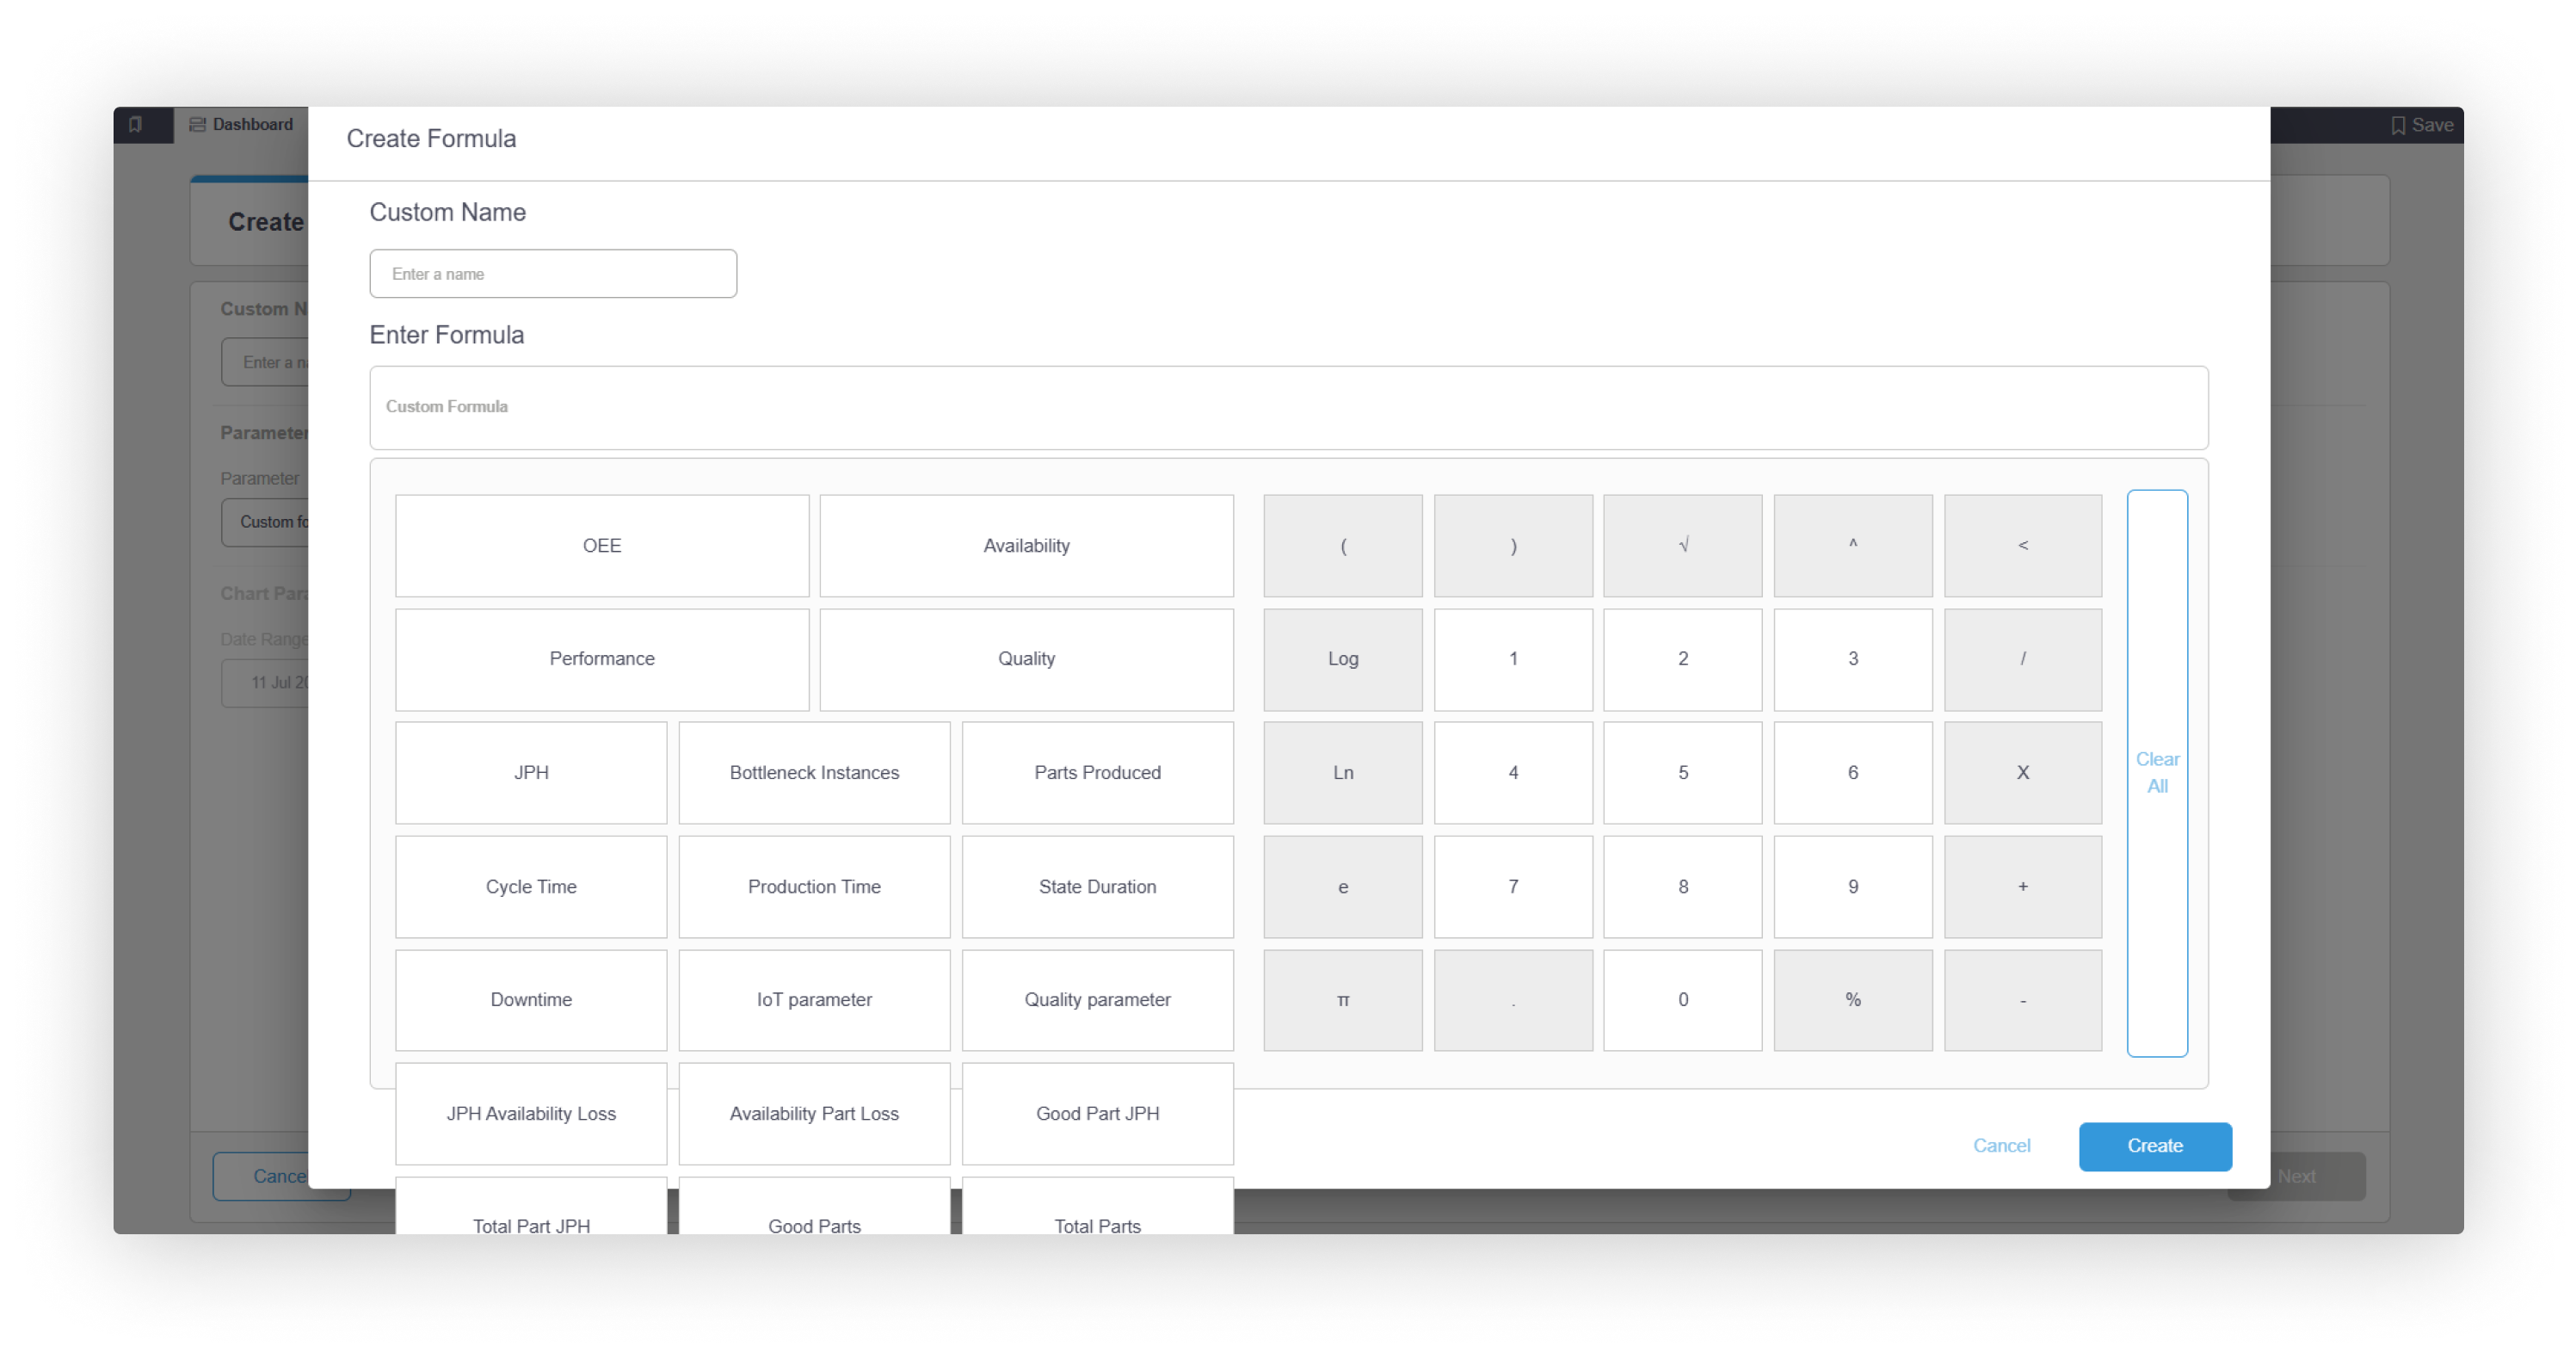 Dashboard
Save
Create Formula
Create
Custom Name
Enter a name
Custom N
Enter a n
Enter Formula
Custom Formula
Parameter
Parameter
Custom fo
Chart Para
Date Range
11 Jul 20
OEE
Availability
(
)
√
^
<
Performance
Quality
Log
1
2
3
/
JPH
Bottleneck Instances
Parts Produced
Ln
4
5
6
X
Clear
All
Cycle Time
Production Time
State Duration
e
7
8
9
+
Downtime
IoT parameter
Quality parameter
π
.
0
%
-
JPH Availability Loss
Availability Part Loss
Good Part JPH
Cancel
Create
Cance
Next
Total Part JPH
Good Parts
Total Parts